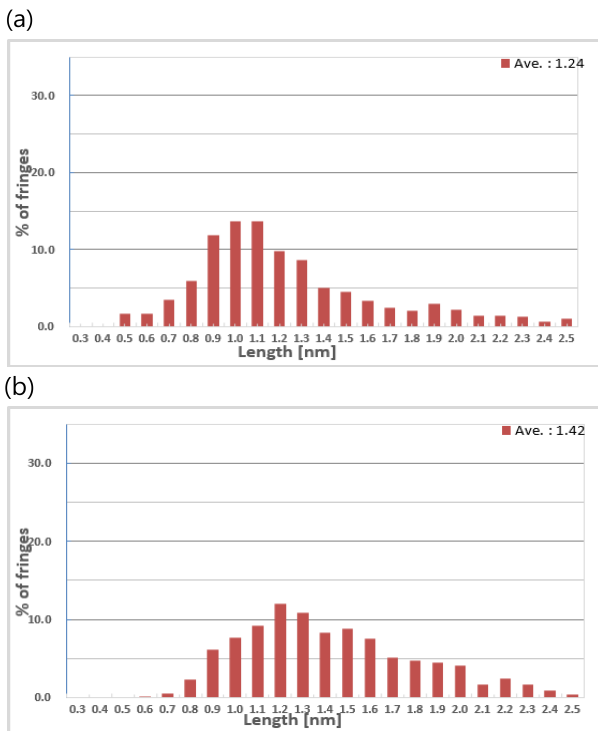 (a)
Ave. : 1.24
% of fringes
30.0
20.0
10.0
0.0
0.3 0.4 0.5 0.6 0.7 0.8 0.9 1.0 1.1 1.2 1.3 1.4 1.5 1.6 1.7 1.8 1.9 2.0 2.1 2.2 2.3 2.4 2.5
Length [nm]
(b)
Ave. : 1.42
% of fringes
30.0
20.0
10.0
0.0
0.3 0.4 0.5 0.6 0.7 0.8 0.9 1.0 1.1 1.2 1.3 1.4 1.5 1.6 1.7 1.8 1.9 2.0 2.1 2.2 2.3 2.4 2.5
Length [nm]